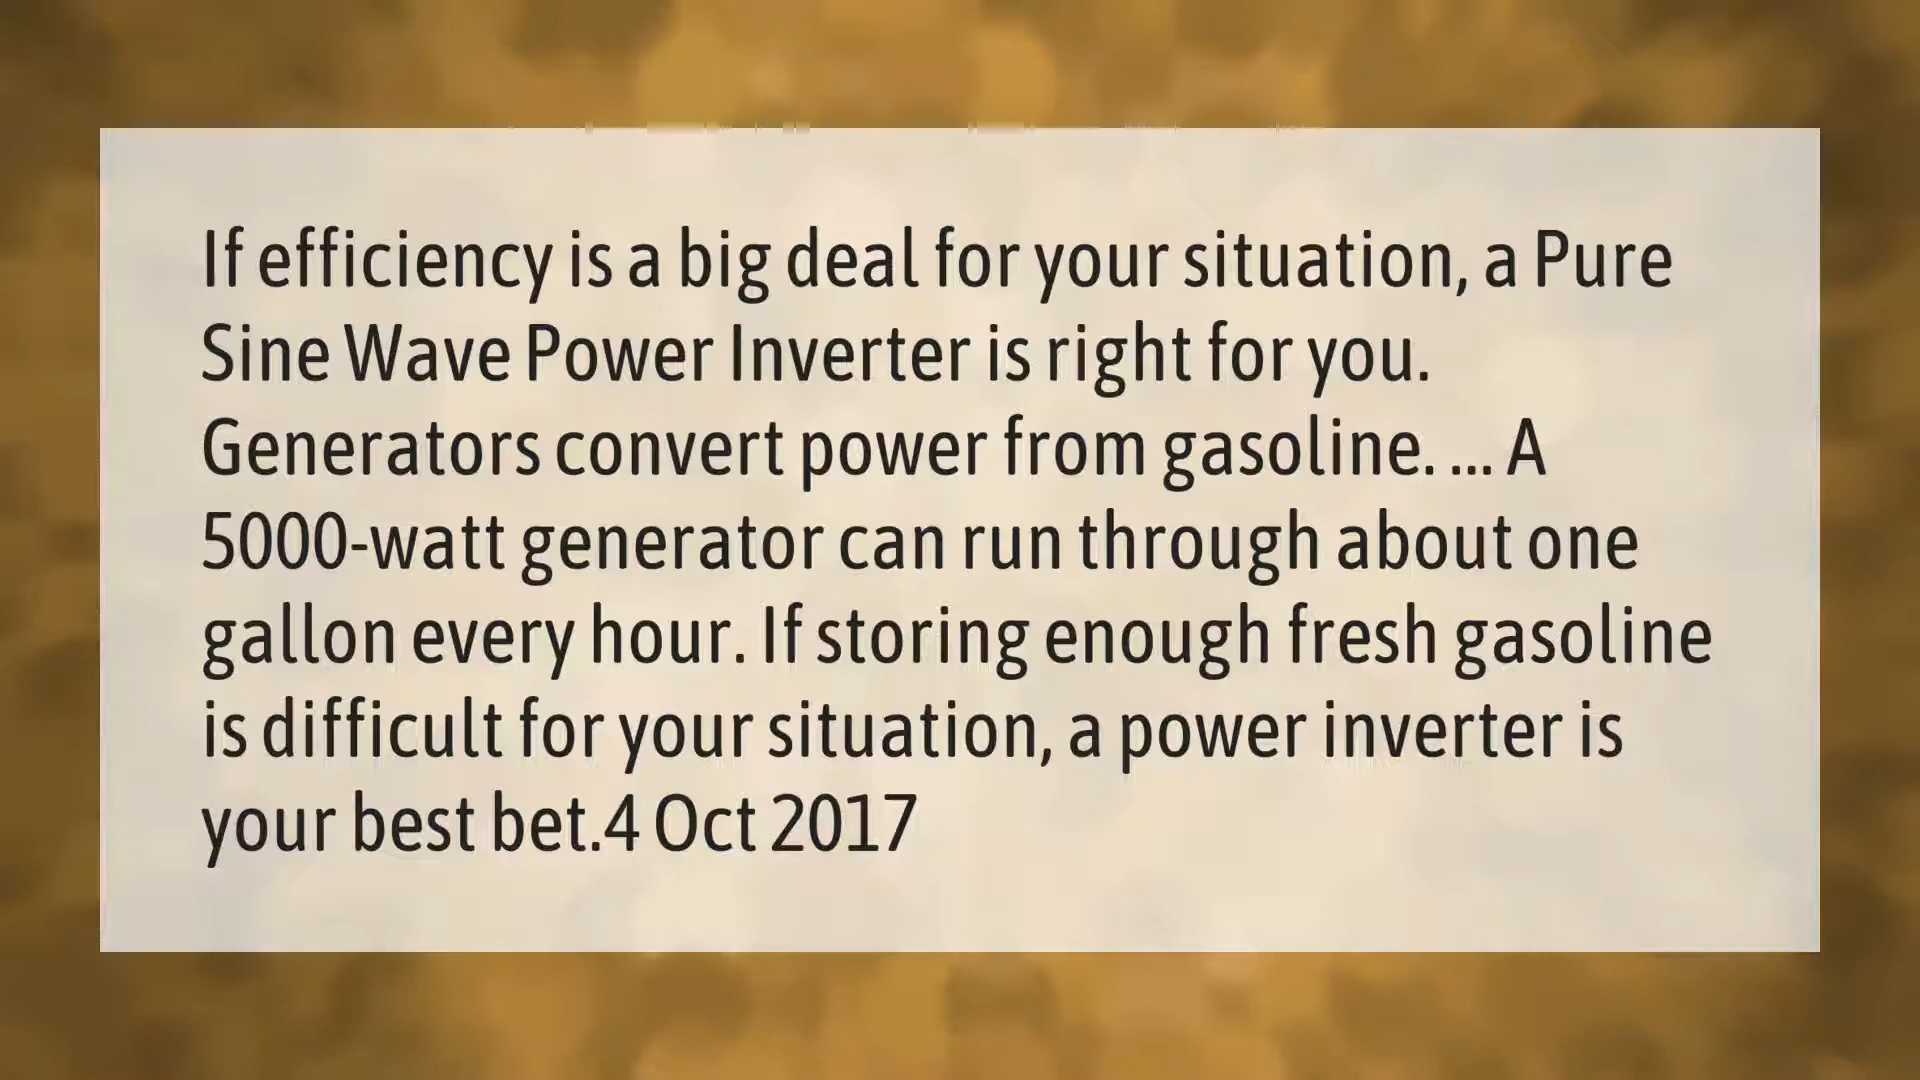 If efficiency is a big deal for your situation, a Pure
Sine Wave Power Inverter is right for you.
Generators convert power from gasoline. ... A
5000-watt generator can run through about one
gallon every hour. If storing enough fresh gasoline
is difficult for your situation, a power inverter is
your best bet.4 Oct 2017